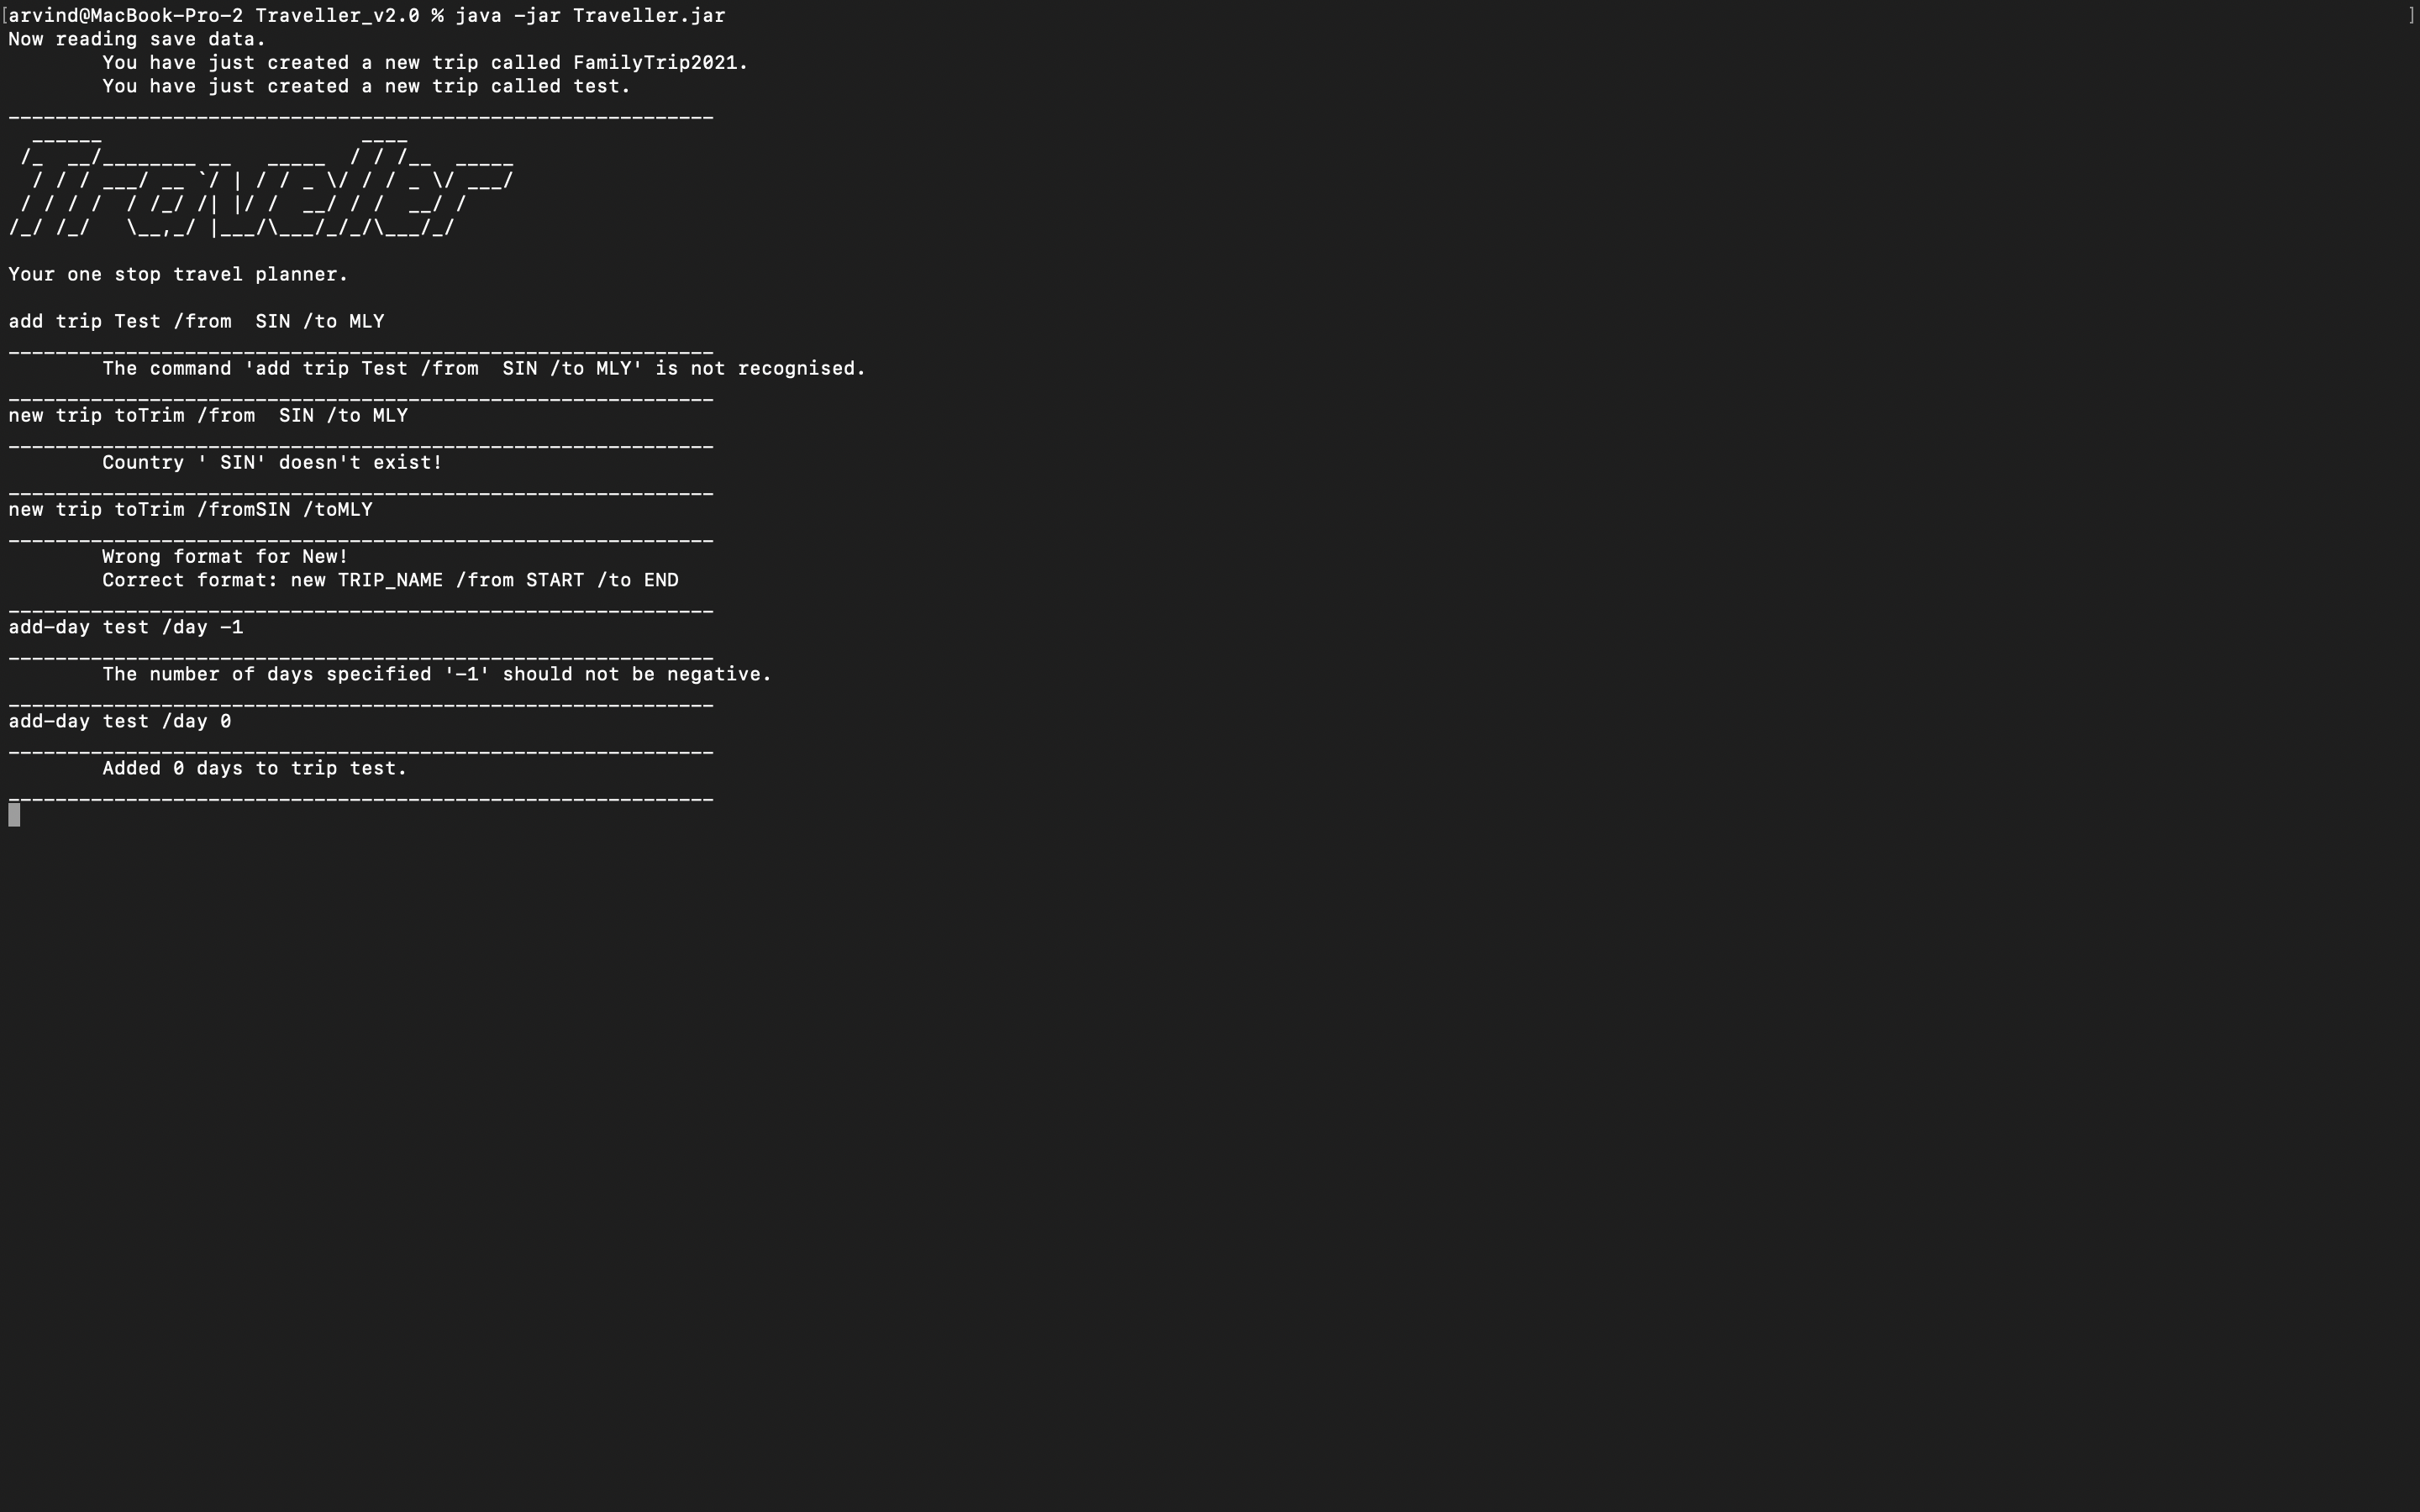 [arvind@MacBook-Pro-2 Traveller_v2.0 % java -jar Traveller.jar ]
Now reading save data.
        You have just created a new trip called FamilyTrip2021.
        You have just created a new trip called test.
____________________________________________________________
  ______                      ____
 /_  __/________ __   _____  / / /__  _____
  / / / ___/ __ `/ | / / _ \/ / / _ \/ ___/
 / / / /  / /_/ /| |/ /  __/ / /  __/ /
/_/ /_/   \__,_/ |___/\___/_/_/\___/_/
Your one stop travel planner.
add trip Test /from  SIN /to MLY
____________________________________________________________
        The command 'add trip Test /from  SIN /to MLY' is not recognised.
____________________________________________________________
new trip toTrim /from  SIN /to MLY
____________________________________________________________
        Country ' SIN' doesn't exist!
____________________________________________________________
new trip toTrim /fromSIN /toMLY
____________________________________________________________
        Wrong format for New!
        Correct format: new TRIP_NAME /from START /to END
____________________________________________________________
add-day test /day -1
____________________________________________________________
        The number of days specified '-1' should not be negative.
____________________________________________________________
add-day test /day 0
____________________________________________________________
        Added 0 days to trip test.
____________________________________________________________